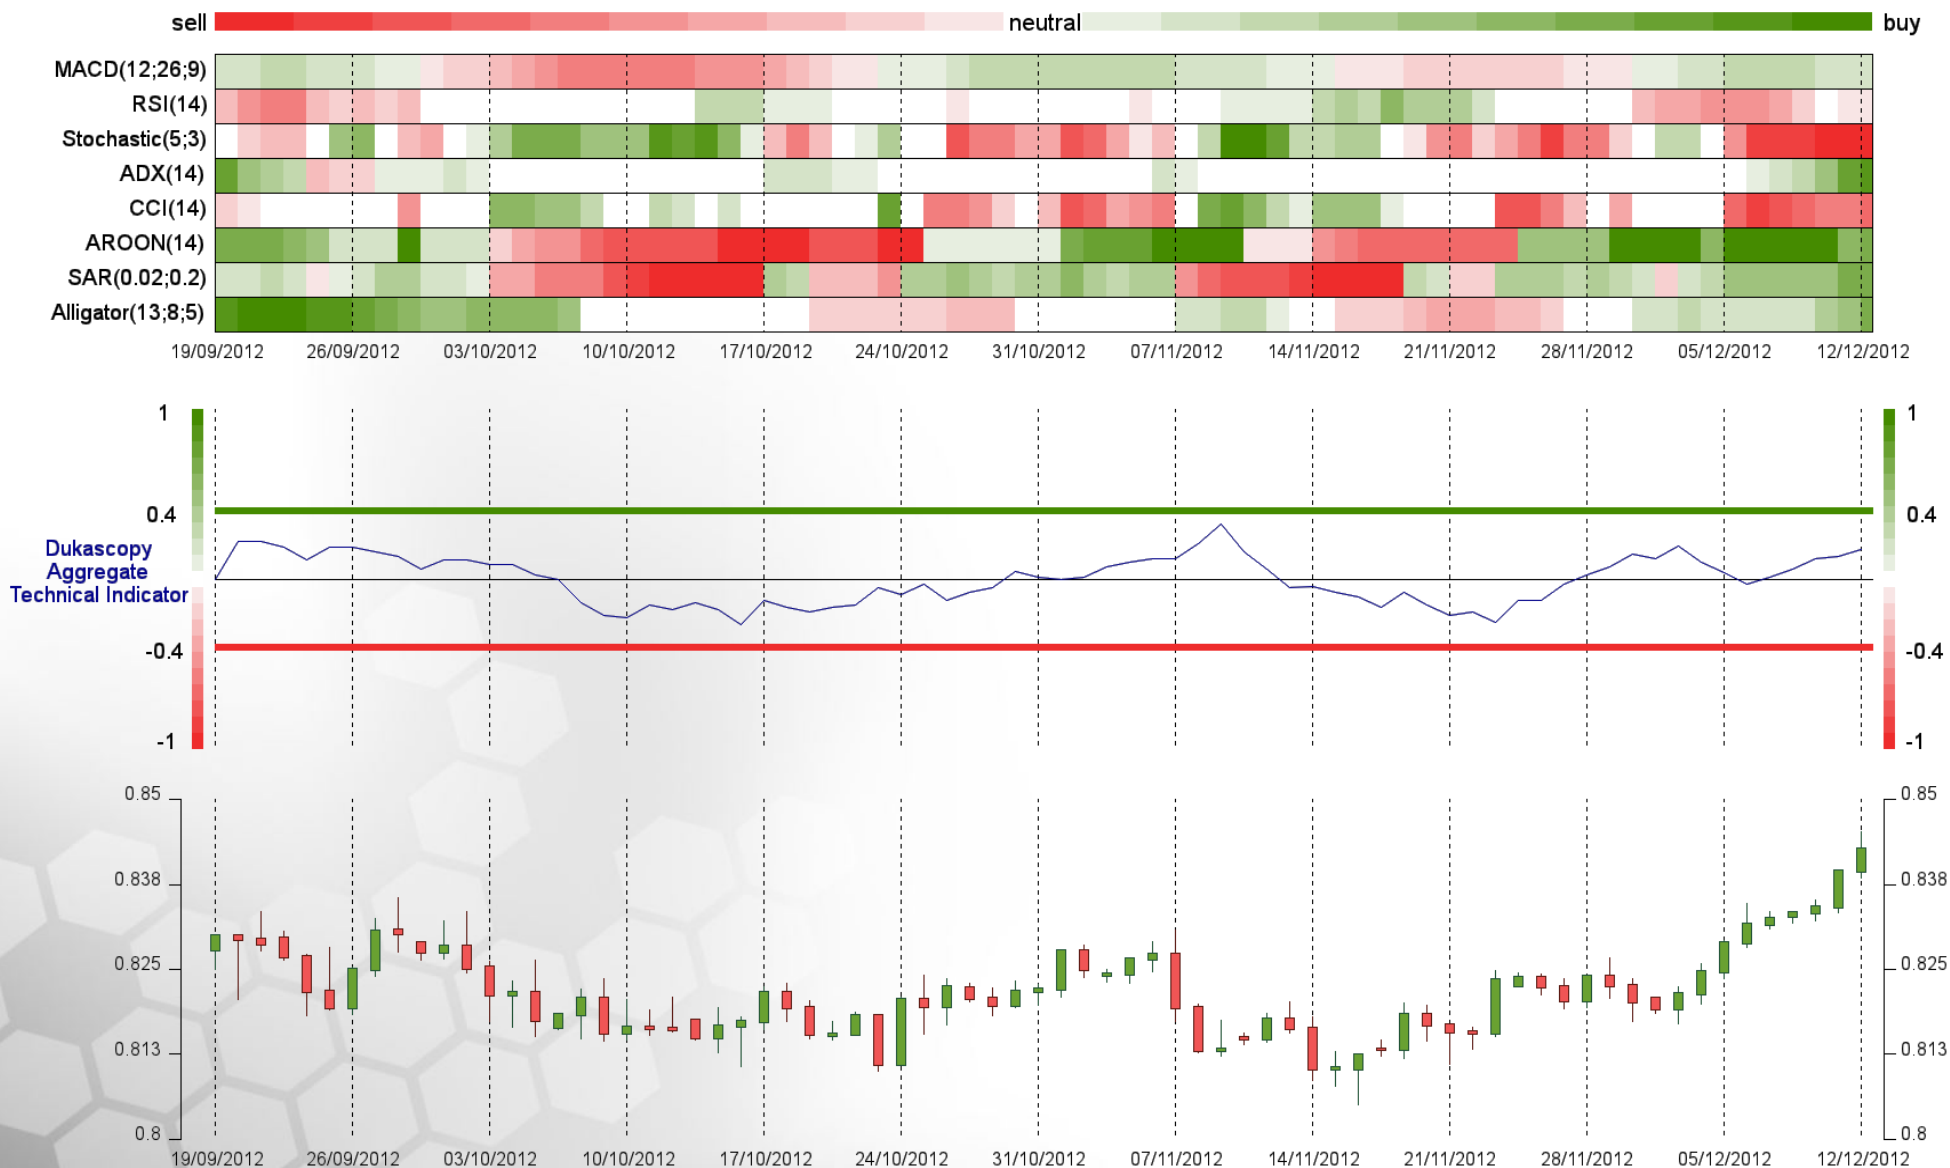 sell neutral buy
MACD(12;26;9)
RSI(14)
Stochastic(5;3)
ADX(14)
CCI(14)
AROON(14)
SAR(0.02;0.2)
Alligator(13;8;5)
19/09/2012 26/09/2012 03/10/2012 10/10/2012 17/10/2012 24/10/2012 31/10/2012 07/11/2012 14/11/2012 21/11/2012 28/11/2012 05/12/2012 12/12/2012
1 1
0.4 0.4
Dukascopy
Aggregate
Technical Indicator
-0.4 -0.4
-1 -1
0.85 0.85
0.838 0.838
0.825 0.825
0.813 0.813
0.8 0.8
19/09/2012 26/09/2012 03/10/2012 10/10/2012 17/10/2012 24/10/2012 31/10/2012 07/11/2012 14/11/2012 21/11/2012 28/11/2012 05/12/2012 12/12/2012